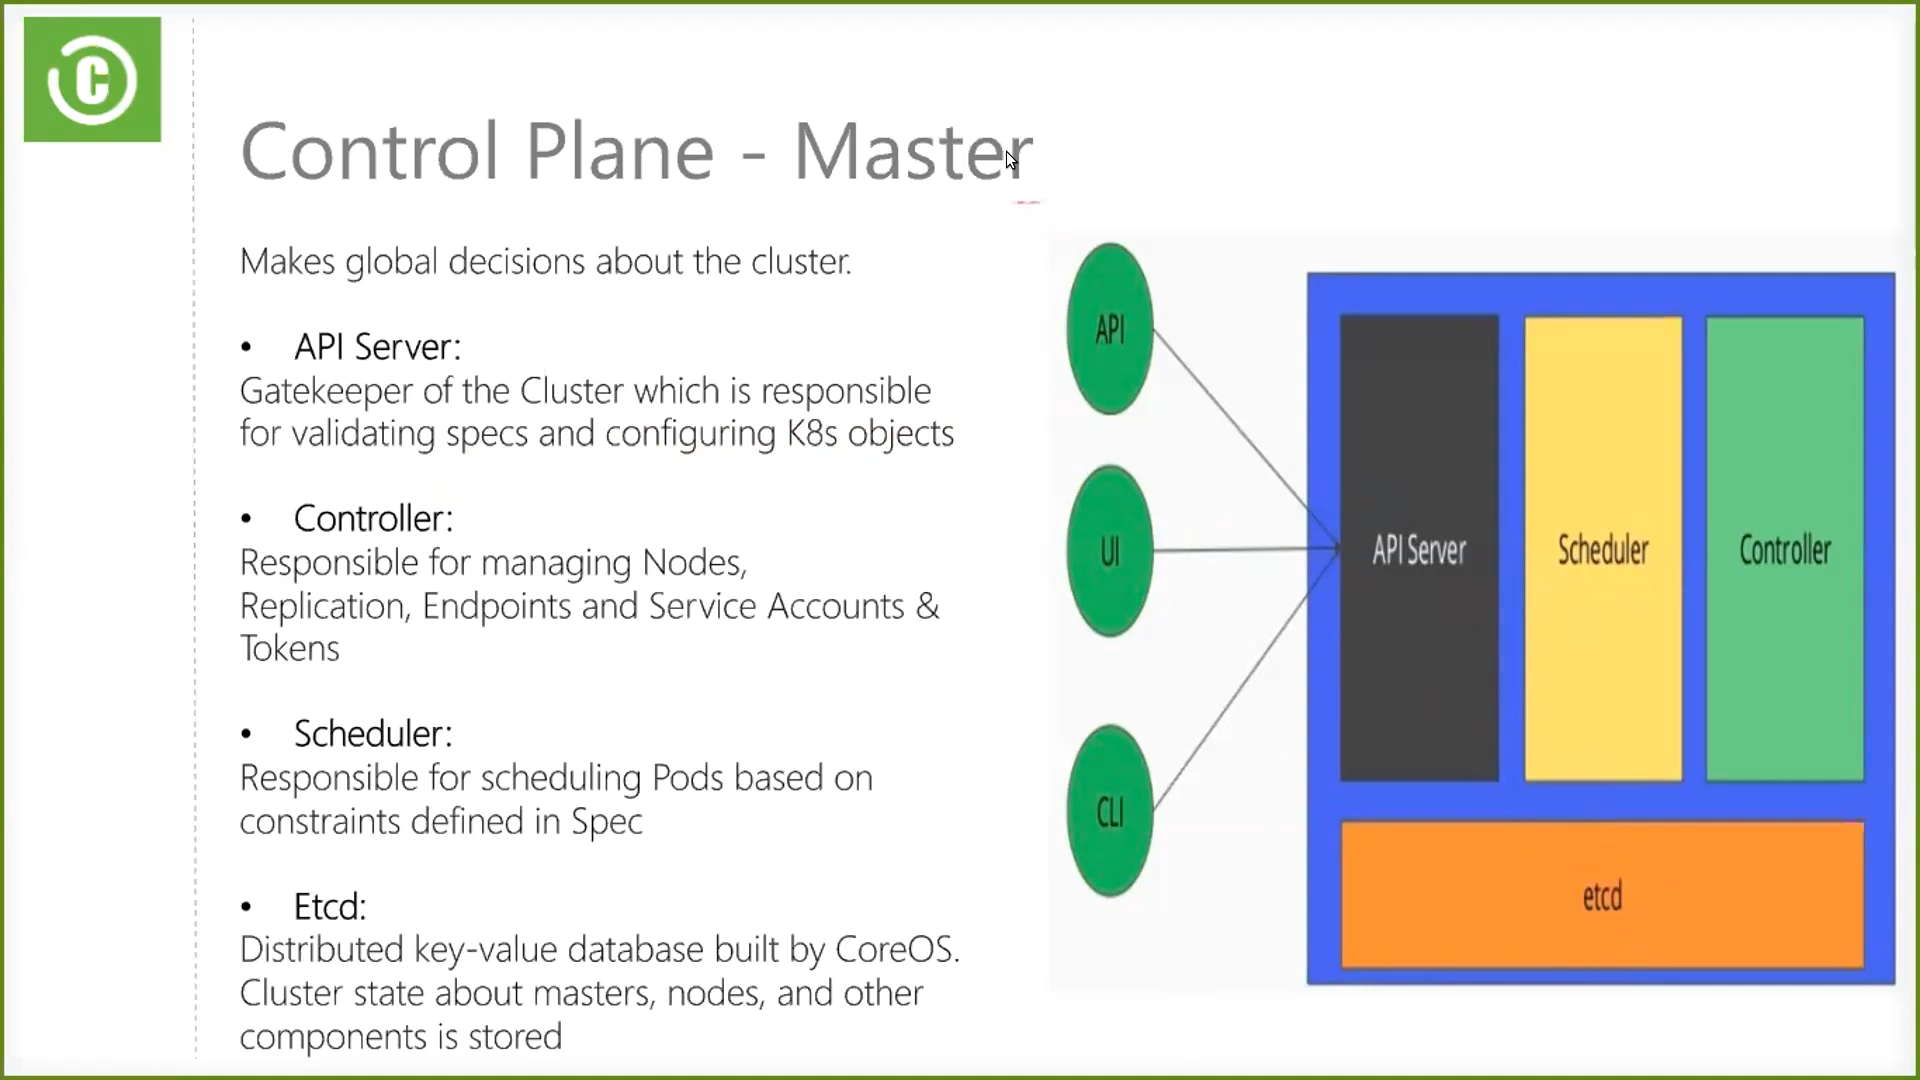 C
Control Plane - Master
Makes global decisions about the cluster.
• API Server:
Gatekeeper of the Cluster which is responsible
for validating specs and configuring K8s objects
• Controller:
Responsible for managing Nodes,
Replication, Endpoints and Service Accounts &
Tokens
• Scheduler:
Responsible for scheduling Pods based on
constraints defined in Spec
• Etcd:
Distributed key-value database built by CoreOS.
Cluster state about masters, nodes, and other
components is stored
API
UI
CLI
API Server
Scheduler
Controller
etcd